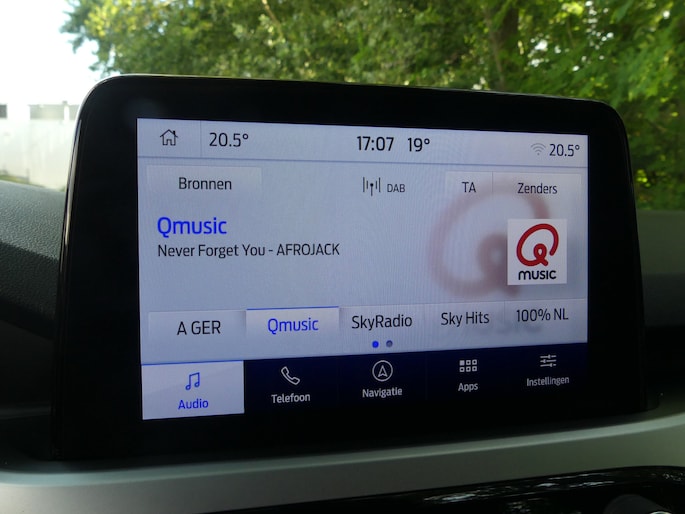 20.5° 17:07 19° 20.5°
Bronnen DAB TA Zenders
Qmusic
Never Forget You - AFROJACK
Q
MUSIC
A GER Qmusic SkyRadio Sky Hits 100% NL
Audio Telefoon Navigatie Apps Instellingen